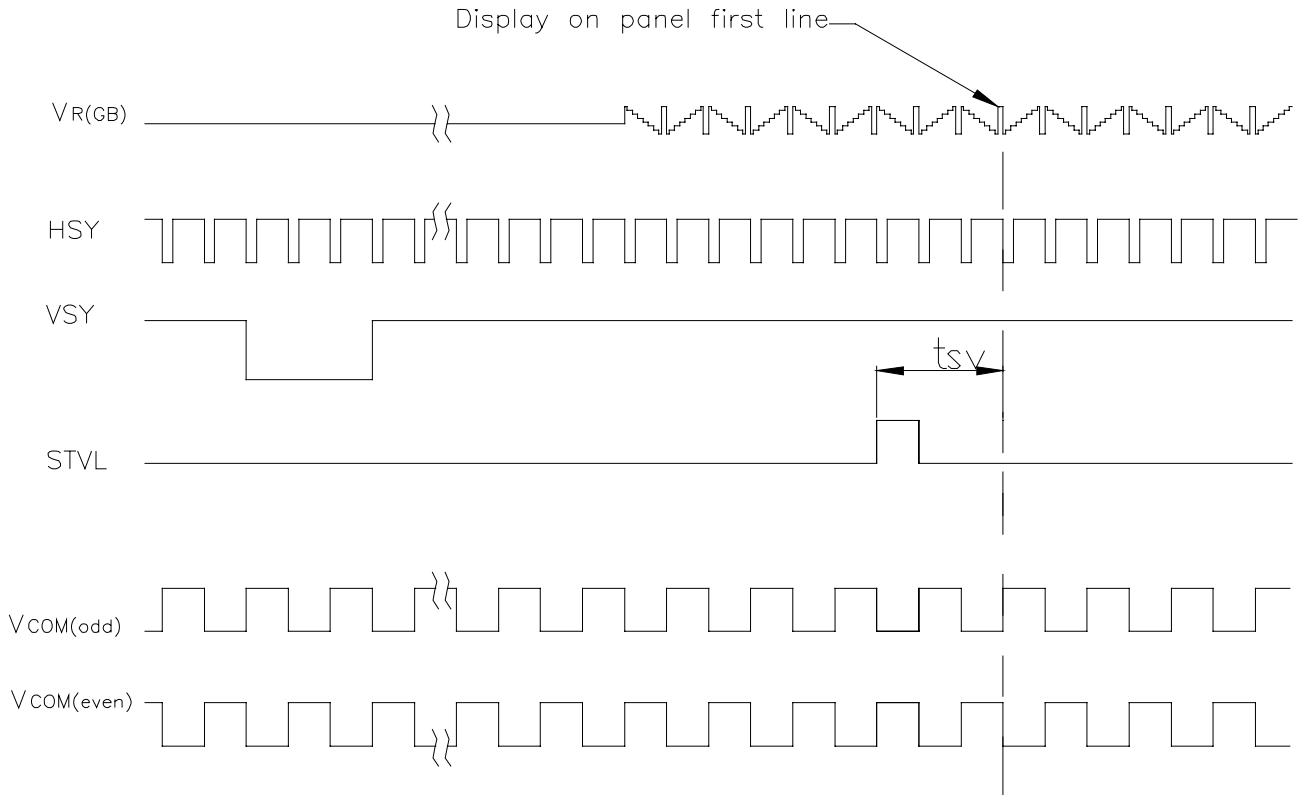 Display on panel first line
VR(GB)
HSY
VSY
tsv
STVL
VCOM(odd)
VCOM(even)